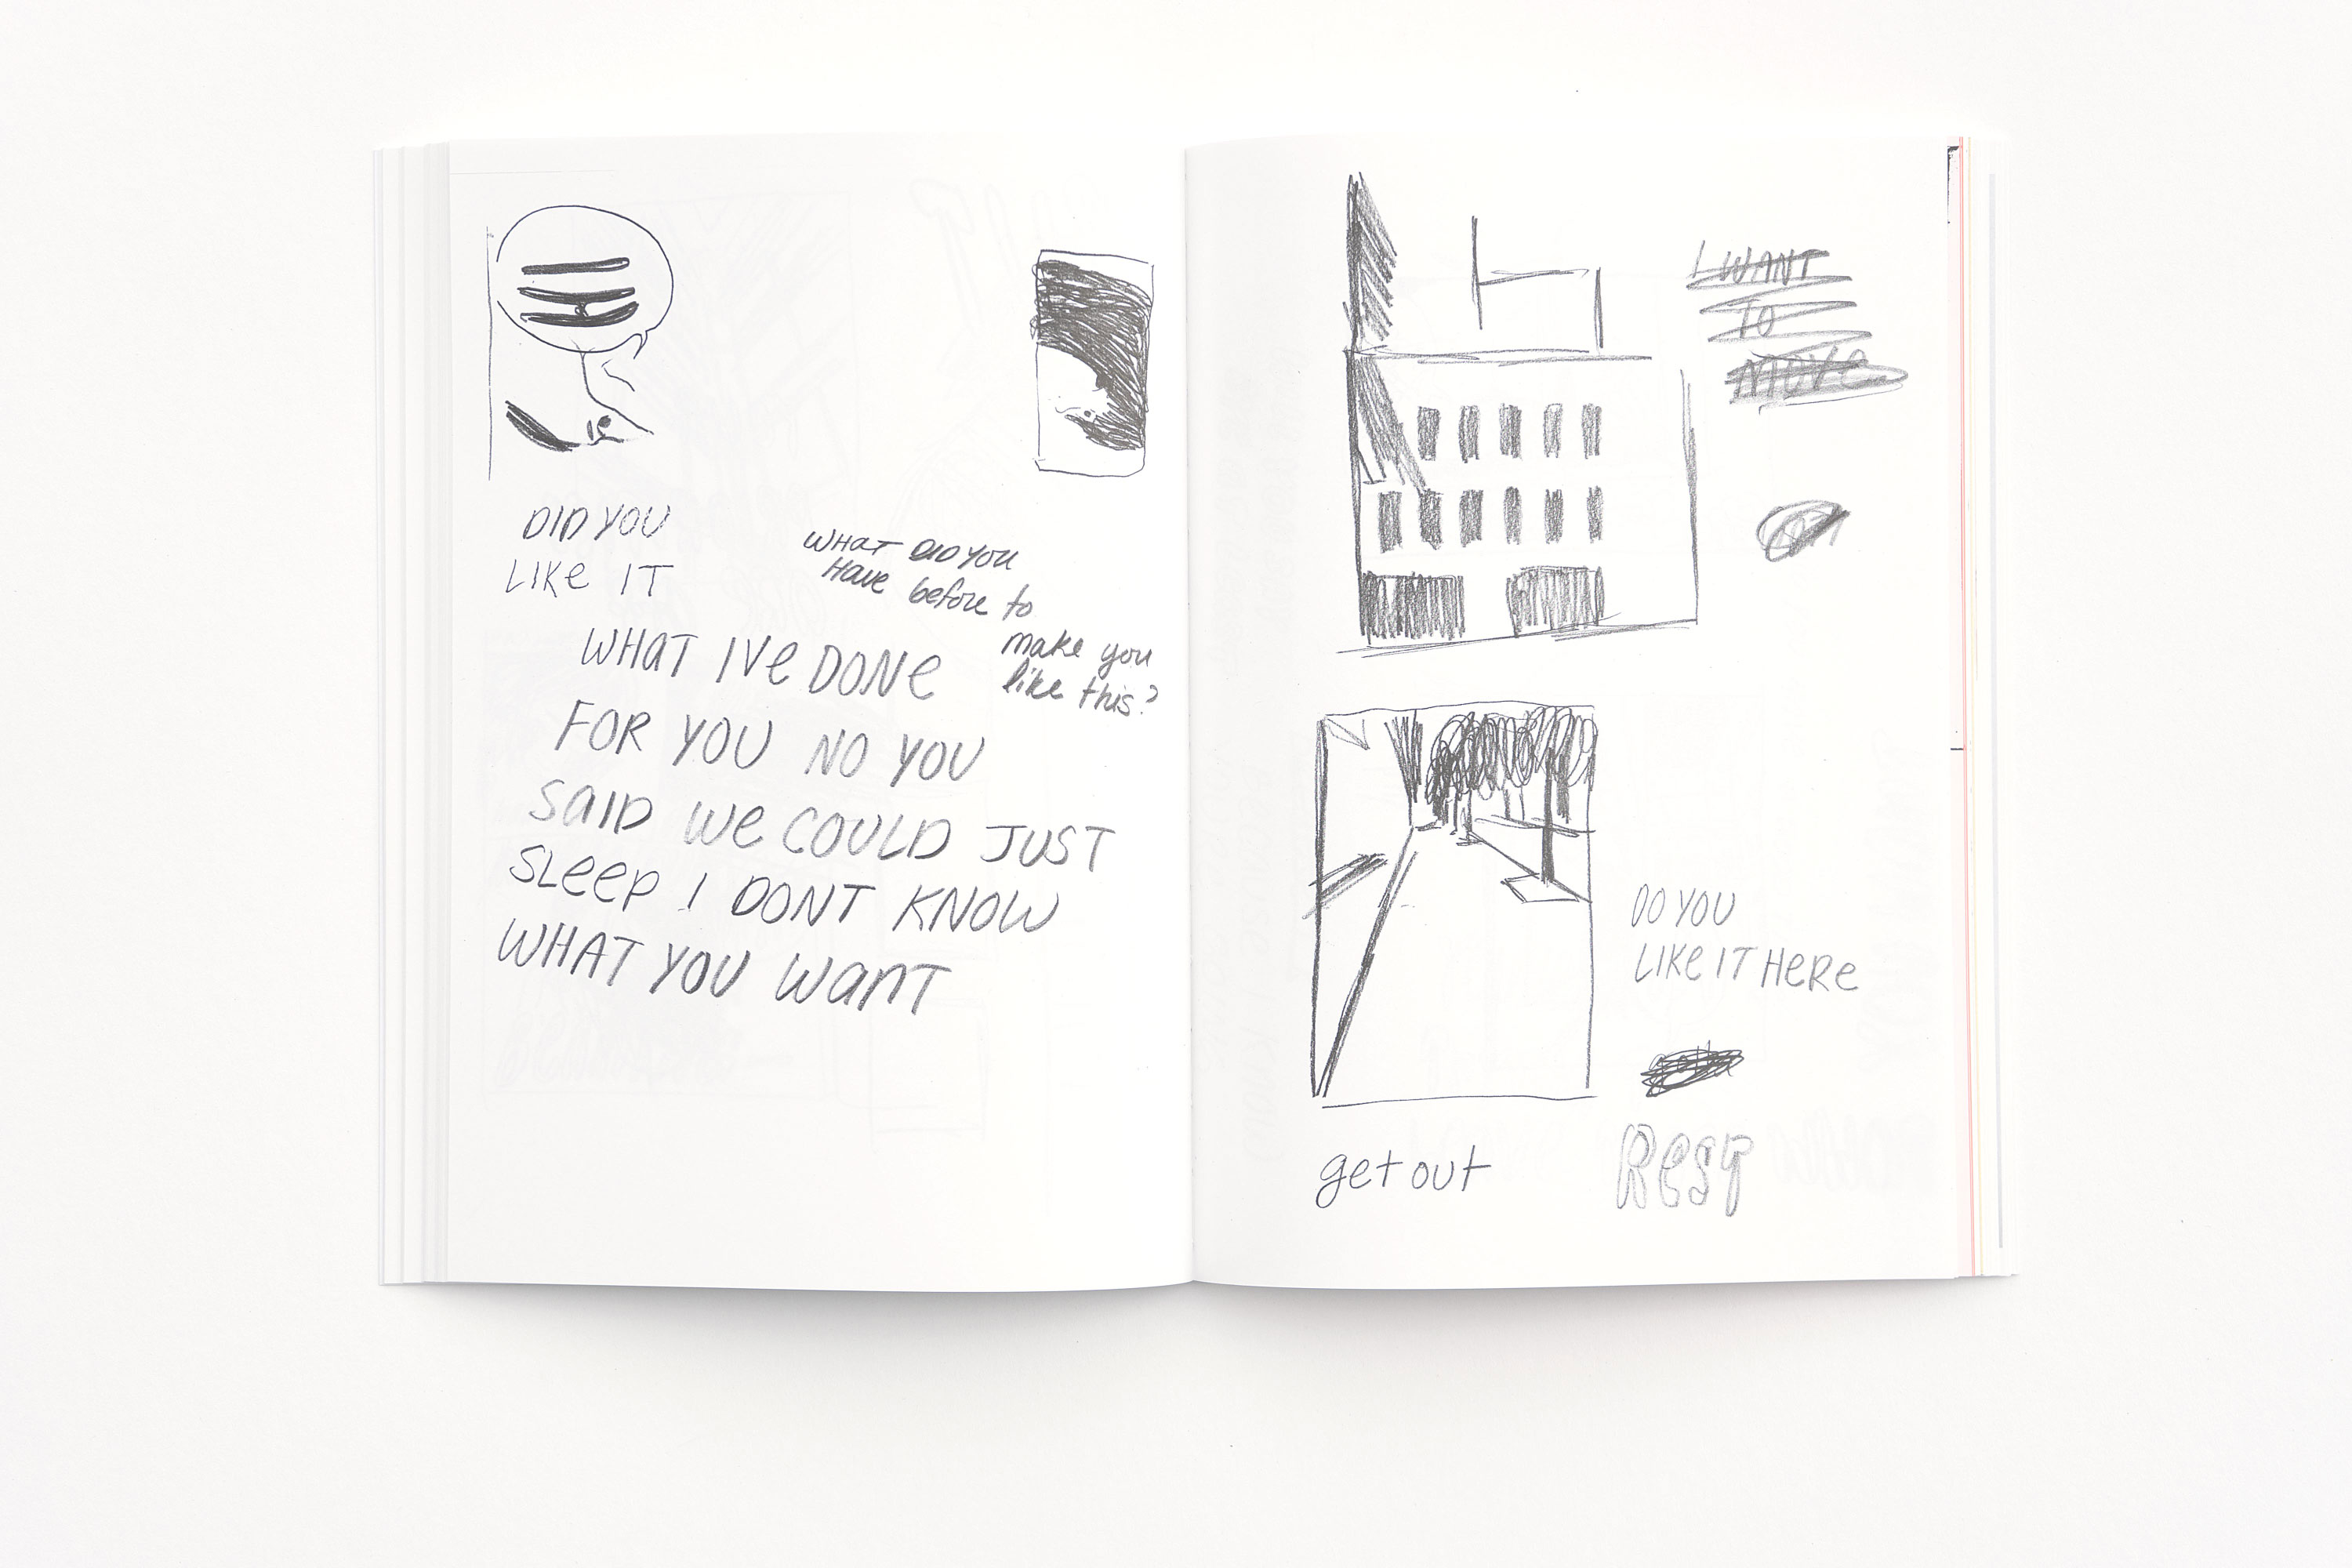 DID YOU
LIKE IT
WHAT DID YOU
Have before to
make you
like this?
WHAT IVE DONE
FOR YOU NO YOU
SAID WE COULD JUST
SLEEP I DONT KNOW
WHAT YOU WANT
I WANT
TO
MOVE
DO YOU
LIKE IT HERE
get out
REST